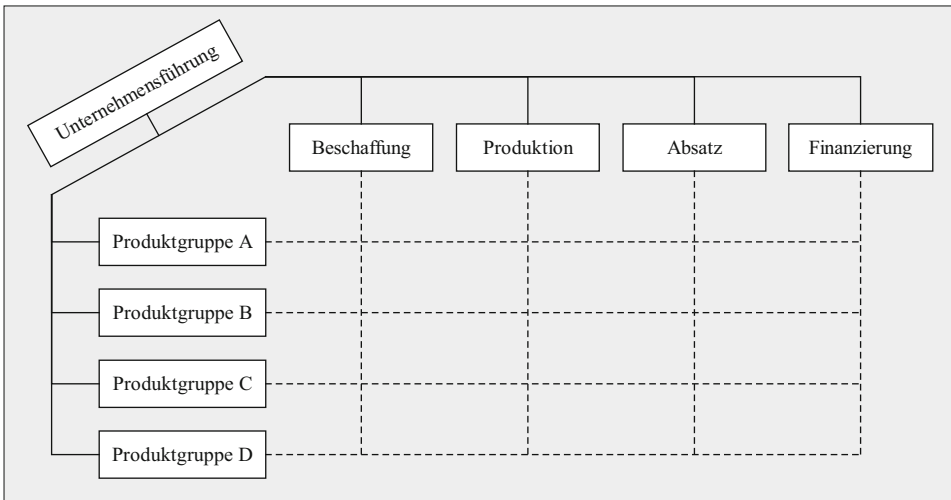 Unternehmensführung
Beschaffung
Produktion
Absatz
Finanzierung
Produktgruppe A
Produktgruppe B
Produktgruppe C
Produktgruppe D